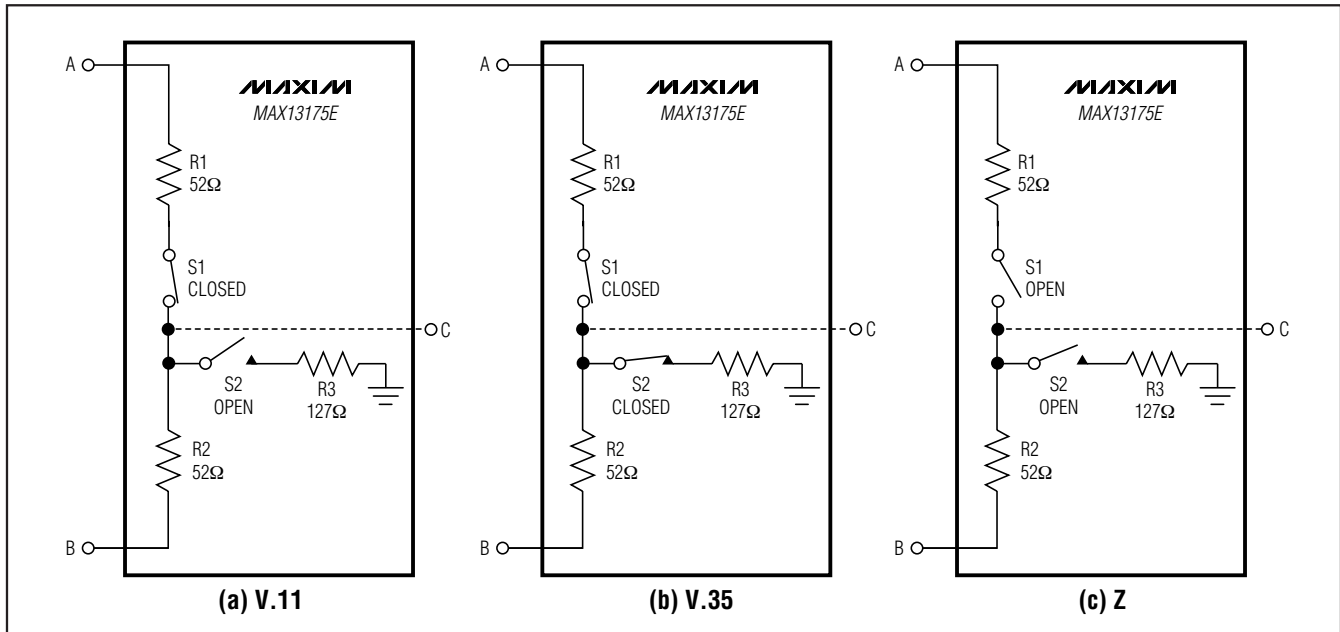 A
MAXIM
MAX13175E
R1
52Ω
S1
CLOSED
C
S2
OPEN
R3
127Ω
R2
52Ω
B
(a) V.11
A
MAXIM
MAX13175E
R1
52Ω
S1
CLOSED
C
S2
CLOSED
R3
127Ω
R2
52Ω
B
(b) V.35
A
MAXIM
MAX13175E
R1
52Ω
S1
OPEN
C
S2
OPEN
R3
127Ω
R2
52Ω
B
(c) Z